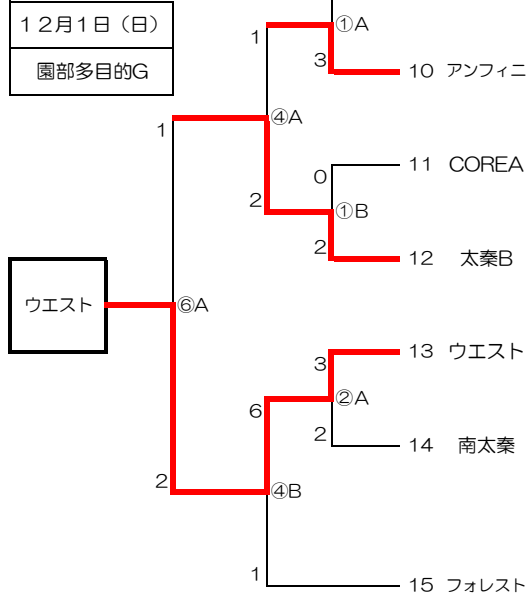 12月1日（日）
園部多目的G
1
①A
3
10 アンフィニ
1
④A
0
11 COREA
2
①B
2
12 太秦B
ウエスト
⑥A
3
13 ウエスト
6
②A
2
14 南太秦
2
④B
1
15 フォレスト